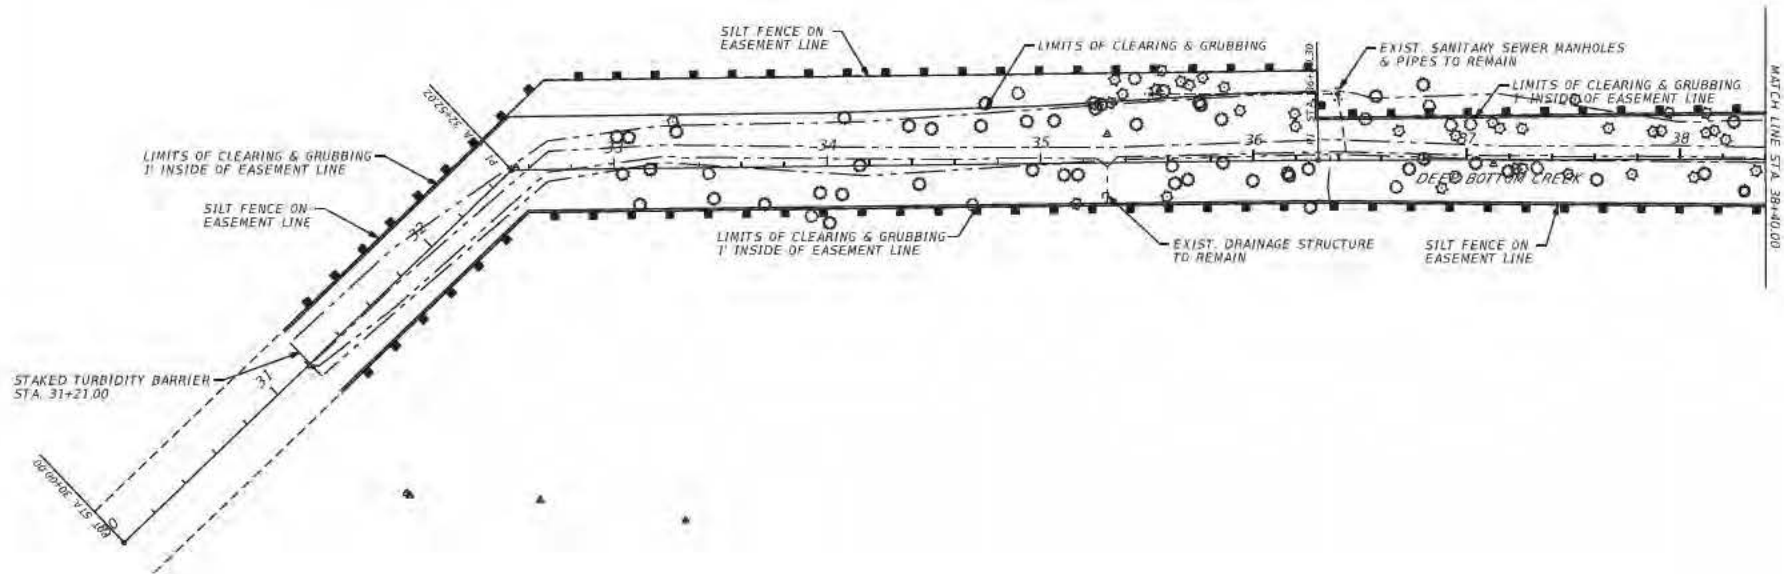 SILT FENCE ON
EASEMENT LINE
LIMITS OF CLEARING & GRUBBING
EXIST. SANITARY SEWER MANHOLES
& PIPES TO REMAIN
LIMITS OF CLEARING & GRUBBING
1' INSIDE OF EASEMENT LINE
MATCH LINE STA. 38+40.00
STA. 32+52.02
PI
LIMITS OF CLEARING & GRUBBING
1' INSIDE OF EASEMENT LINE
SILT FENCE ON
EASEMENT LINE
33
34
35
36
37
38
DEEP BOTTOM CREEK
LIMITS OF CLEARING & GRUBBING
1' INSIDE OF EASEMENT LINE
EXIST. DRAINAGE STRUCTURE
TO REMAIN
SILT FENCE ON
EASEMENT LINE
32
31
STAKED TURBIDITY BARRIER
STA. 31+21.00
POT STA. 30+00.00